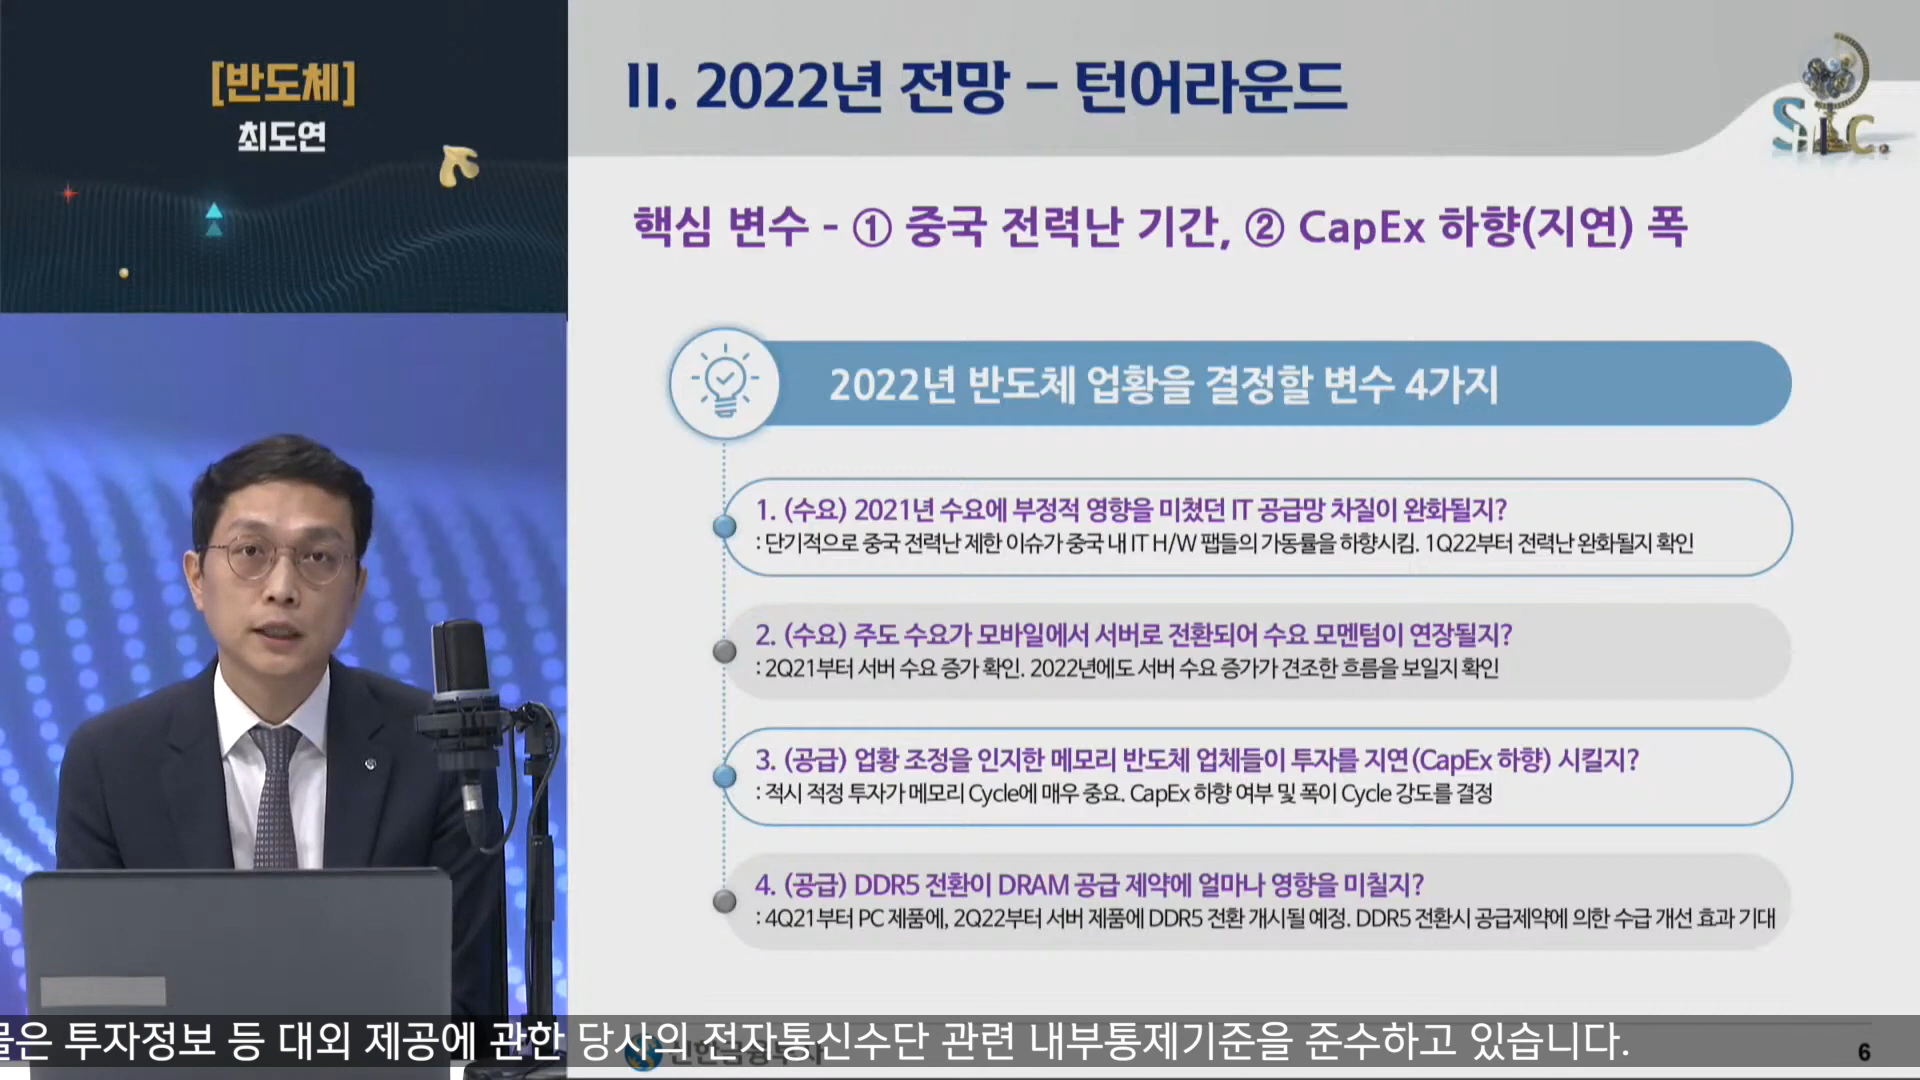 [반도체]
최도연
II. 2022년 전망 – 턴어라운드
SHIC.
핵심 변수 - ① 중국 전력난 기간, ② CapEx 하향(지연) 폭
2022년 반도체 업황을 결정할 변수 4가지
1. (수요) 2021년 수요에 부정적 영향을 미쳤던 IT 공급망 차질이 완화될지?
: 단기적으로 중국 전력난 제한 이슈가 중국 내 IT H/W 팹들의 가동률을 하향시킴. 1Q22부터 전력난 완화될지 확인
2. (수요) 주도 수요가 모바일에서 서버로 전환되어 수요 모멘텀이 연장될지?
: 2Q21부터 서버 수요 증가 확인. 2022년에도 서버 수요 증가가 견조한 흐름을 보일지 확인
3. (공급) 업황 조정을 인지한 메모리 반도체 업체들이 투자를 지연(CapEx 하향) 시킬지?
: 적시 적정 투자가 메모리 Cycle에 매우 중요. CapEx 하향 여부 및 폭이 Cycle 강도를 결정
4. (공급) DDR5 전환이 DRAM 공급 제약에 얼마나 영향을 미칠지?
: 4Q21부터 PC 제품에, 2Q22부터 서버 제품에 DDR5 전환 개시될 예정. DDR5 전환시 공급제약에 의한 수급 개선 효과 기대
물은 투자정보 등 대외 제공에 관한 당사의 전자통신수단 관련 내부통제기준을 준수하고 있습니다.
신한금융투자
6